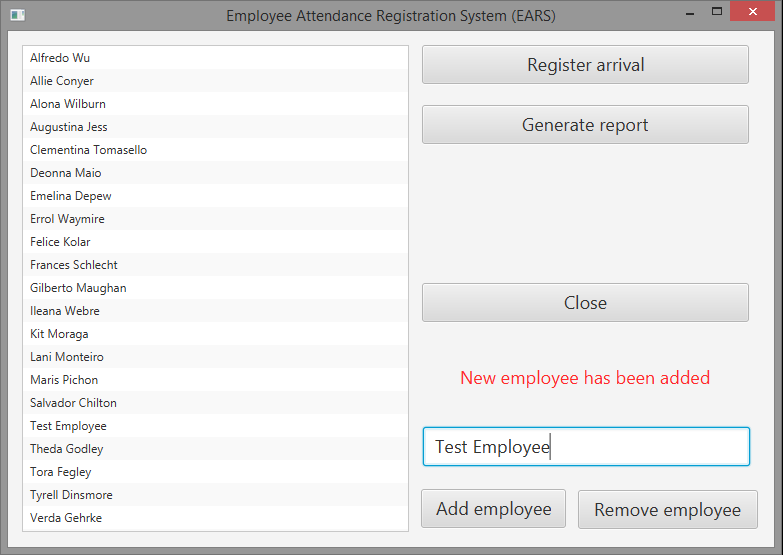 Employee Attendance Registration System (EARS)
Alfredo Wu
Allie Conyer
Alona Wilburn
Augustina Jess
Clementina Tomasello
Deonna Maio
Emelina Depew
Errol Waymire
Felice Kolar
Frances Schlecht
Gilberto Maughan
Ileana Webre
Kit Moraga
Lani Monteiro
Maris Pichon
Salvador Chilton
Test Employee
Theda Godley
Tora Fegley
Tyrell Dinsmore
Verda Gehrke
Register arrival
Generate report
Close
New employee has been added
Test Employee
Add employee
Remove employee